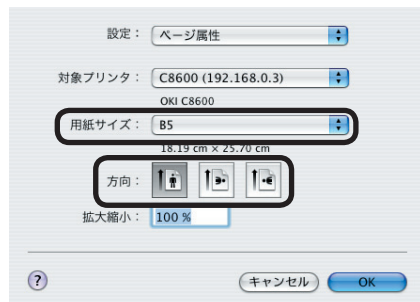 設定： ページ属性
対象プリンタ： C8600 (192.168.0.3)
OKI C8600
用紙サイズ： B5
18.19 cm × 25.70 cm
方向：
拡大縮小： 100 %
? キャンセル OK